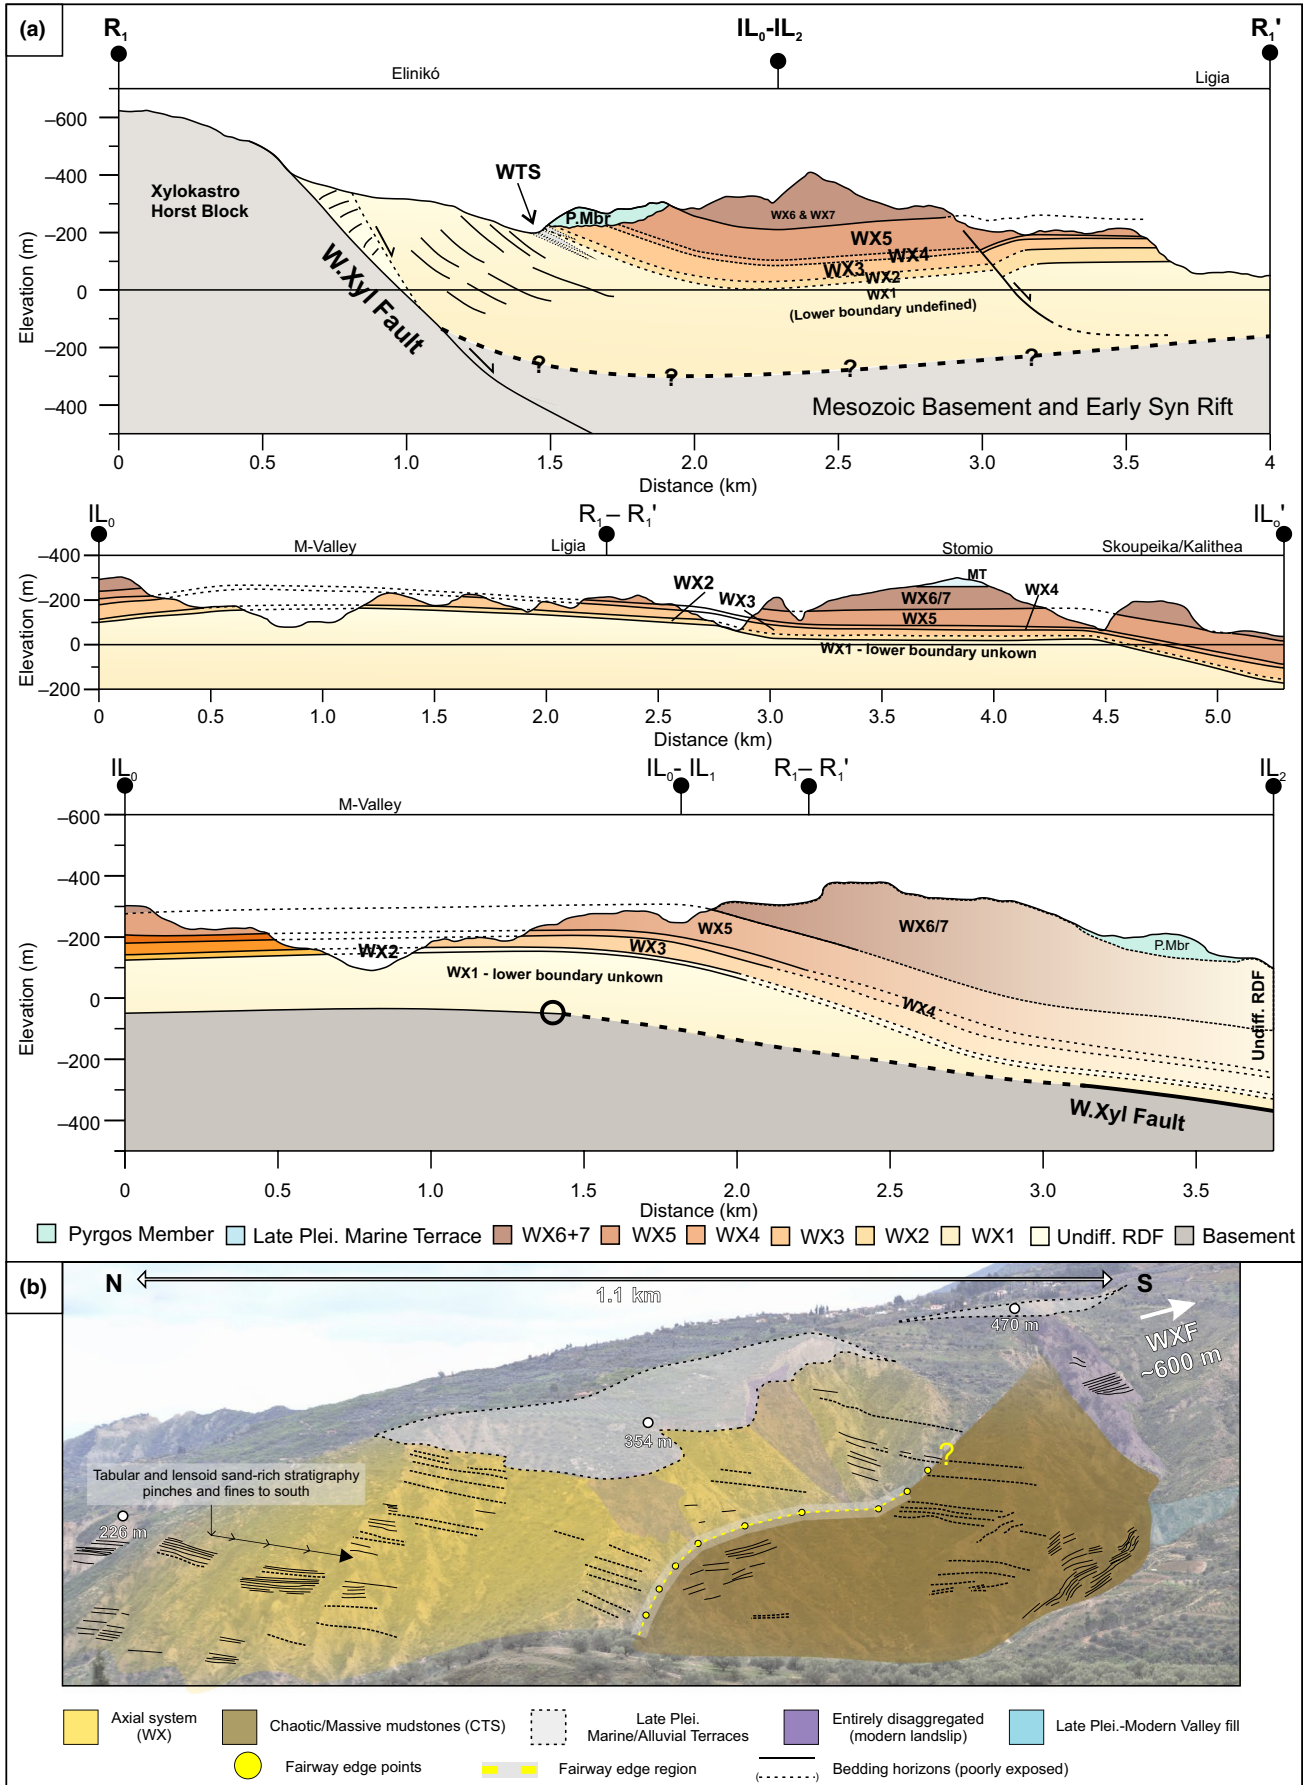 (a)
R1 IL0-IL2 R1'
Elinikó Ligia
–600
–400
–200
0
–200
–400
Elevation (m)
Xylokastro
Horst Block
W.Xyl Fault
WTS
P.Mbr
WX6 & WX7
WX5
WX4
WX3
WX2
WX1
(Lower boundary undefined)
? ? ? ?
Mesozoic Basement and Early Syn Rift
0 0.5 1.0 1.5 2.0 2.5 3.0 3.5 4
Distance (km)
IL0 R1 – R1' ILo'
M-Valley Ligia Stomio Skoupeika/Kalithea
–400
–200
0
–200
Elevation (m)
MT
WX2
WX3
WX6/7
WX4
WX5
WX1 - lower boundary unkown
0 0.5 1.0 1.5 2.0 2.5 3.0 3.5 4.0 4.5 5.0
Distance (km)
IL0 IL0- IL1 R1 – R1' IL2
M-Valley
–600
–400
–200
0
–200
–400
Elevation (m)
WX2
WX3
WX5
WX6/7
P.Mbr
WX4
WX1 - lower boundary unkown
Undiff. RDF
W.Xyl Fault
0 0.5 1.0 1.5 2.0 2.5 3.0 3.5
Distance (km)
Pyrgos Member Late Plei. Marine Terrace WX6+7 WX5 WX4 WX3 WX2 WX1 Undiff. RDF Basement
(b)
N S
1.1 km
470 m
WXF
~600 m
354 m
?
Tabular and lensoid sand-rich stratigraphy
pinches and fines to south
226 m
Axial system
(WX)
Chaotic/Massive mudstones (CTS)
Late Plei.
Marine/Alluvial Terraces
Entirely disaggregated
(modern landslip)
Late Plei.-Modern Valley fill
Fairway edge points
Fairway edge region
Bedding horizons (poorly exposed)